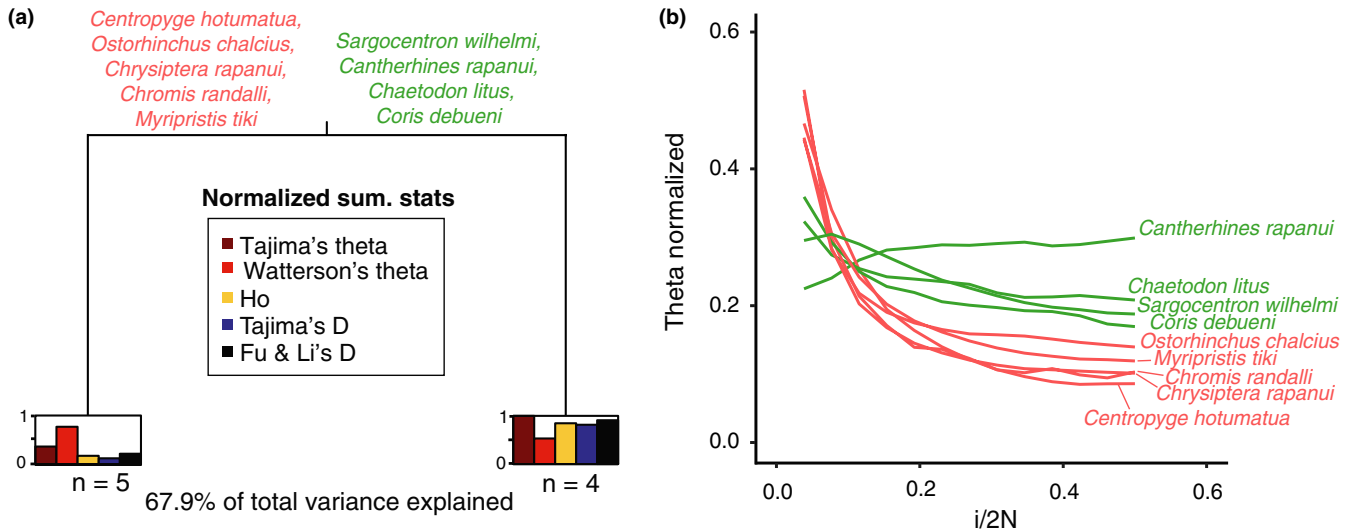 (a)
Centropyge hotumatua,
Ostorhinchus chalcius,
Chrysiptera rapanui,
Chromis randalli,
Myripristis tiki
Sargocentron wilhelmi,
Cantherhines rapanui,
Chaetodon litus,
Coris debueni
Normalized sum. stats
Tajima's theta
Watterson's theta
Ho
Tajima's D
Fu & Li's D
1
0
n = 5
1
0
n = 4
67.9% of total variance explained
(b)
Theta normalized
0.6
0.4
0.2
0.0
0.0
0.2
0.4
0.6
i/2N
Cantherhines rapanui
Chaetodon litus
Sargocentron wilhelmi
Coris debueni
Ostorhinchus chalcius
Myripristis tiki
Chromis randalli
Chrysiptera rapanui
Centropyge hotumatua